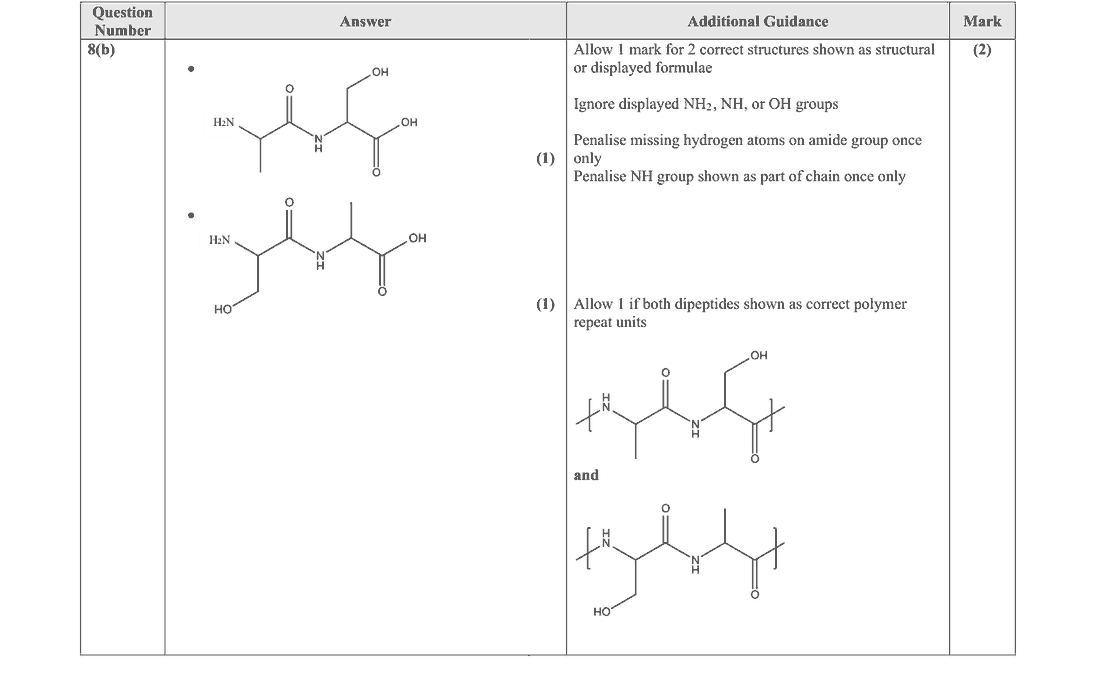 Question Number
Answer
Additional Guidance
Mark
8(b)
•
OH
O
H₂N
OH
N
H
O
(1)
•
O
H₂N
OH
N
H
O
HO
(1)
Allow 1 mark for 2 correct structures shown as structural
or displayed formulae
Ignore displayed NH₂, NH, or OH groups
Penalise missing hydrogen atoms on amide group once
only
Penalise NH group shown as part of chain once only
Allow 1 if both dipeptides shown as correct polymer
repeat units
OH
O
H
N
N
H
O
and
O
H
N
N
H
O
HO
(2)